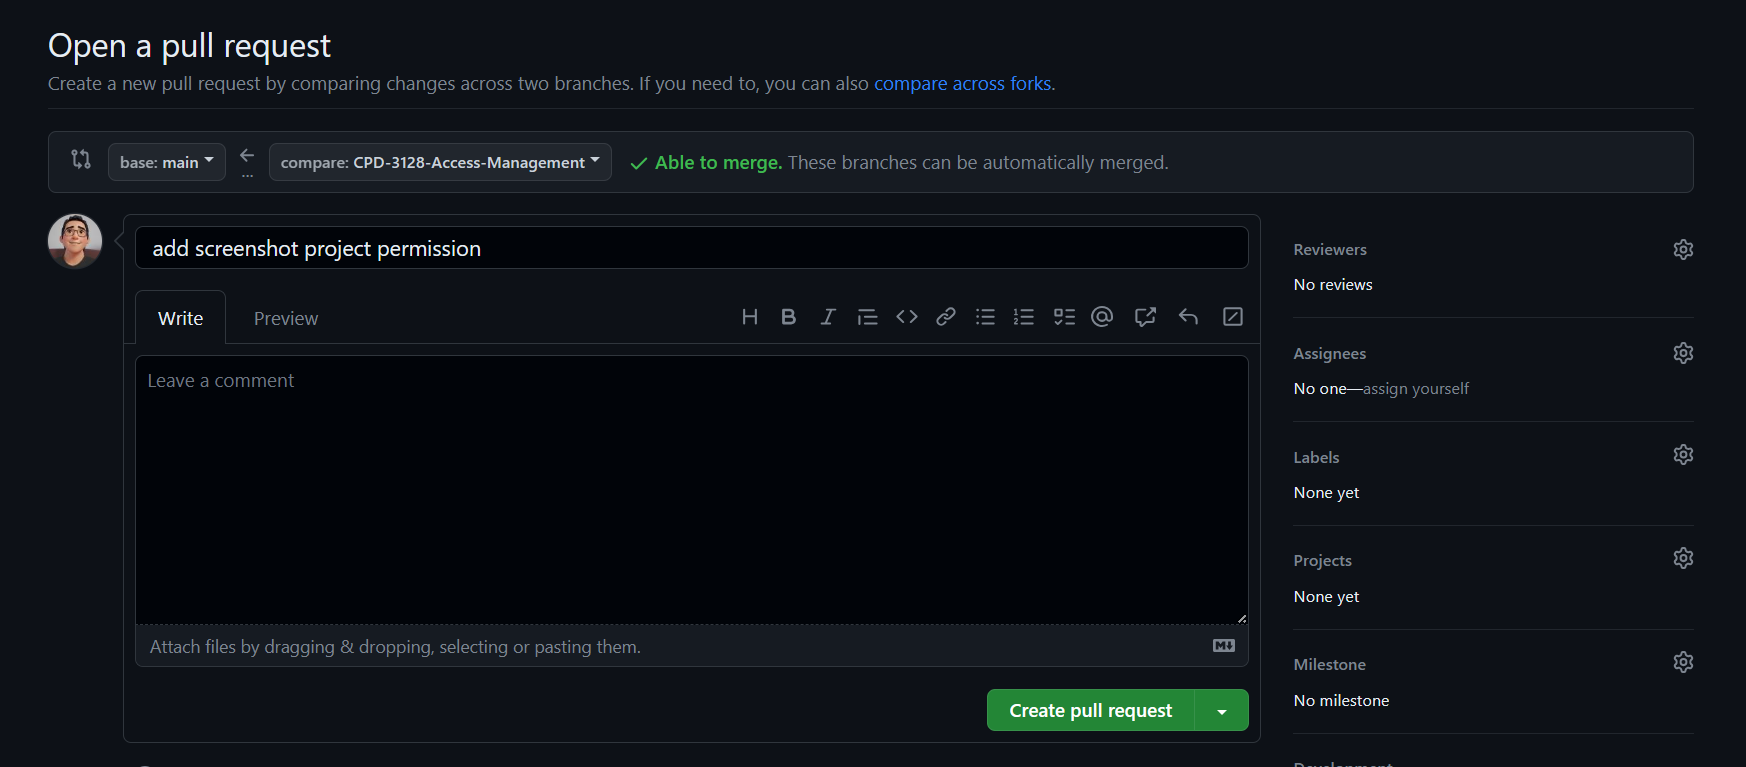 Open a pull request
Create a new pull request by comparing changes across two branches. If you need to, you can also compare across forks.
base: main
...
compare: CPD-3128-Access-Management
Able to merge. These branches can be automatically merged.
add screenshot project permission
Write
Preview
Leave a comment
Attach files by dragging & dropping, selecting or pasting them.
Create pull request
Reviewers
No reviews
Assignees
No one—assign yourself
Labels
None yet
Projects
None yet
Milestone
No milestone